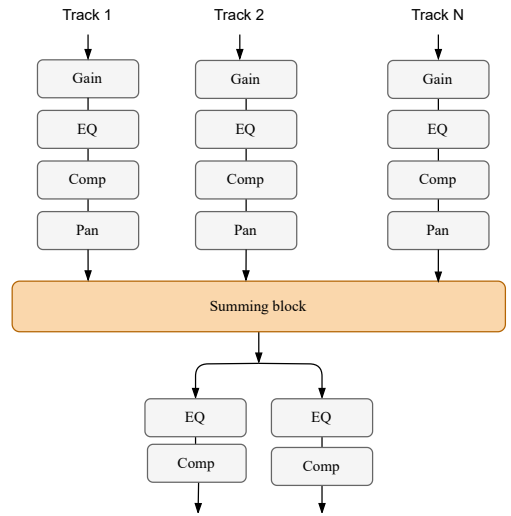 Track 1 Track 2 Track N
Gain Gain Gain
EQ EQ EQ
Comp Comp Comp
Pan Pan Pan
Summing block
EQ EQ
Comp Comp